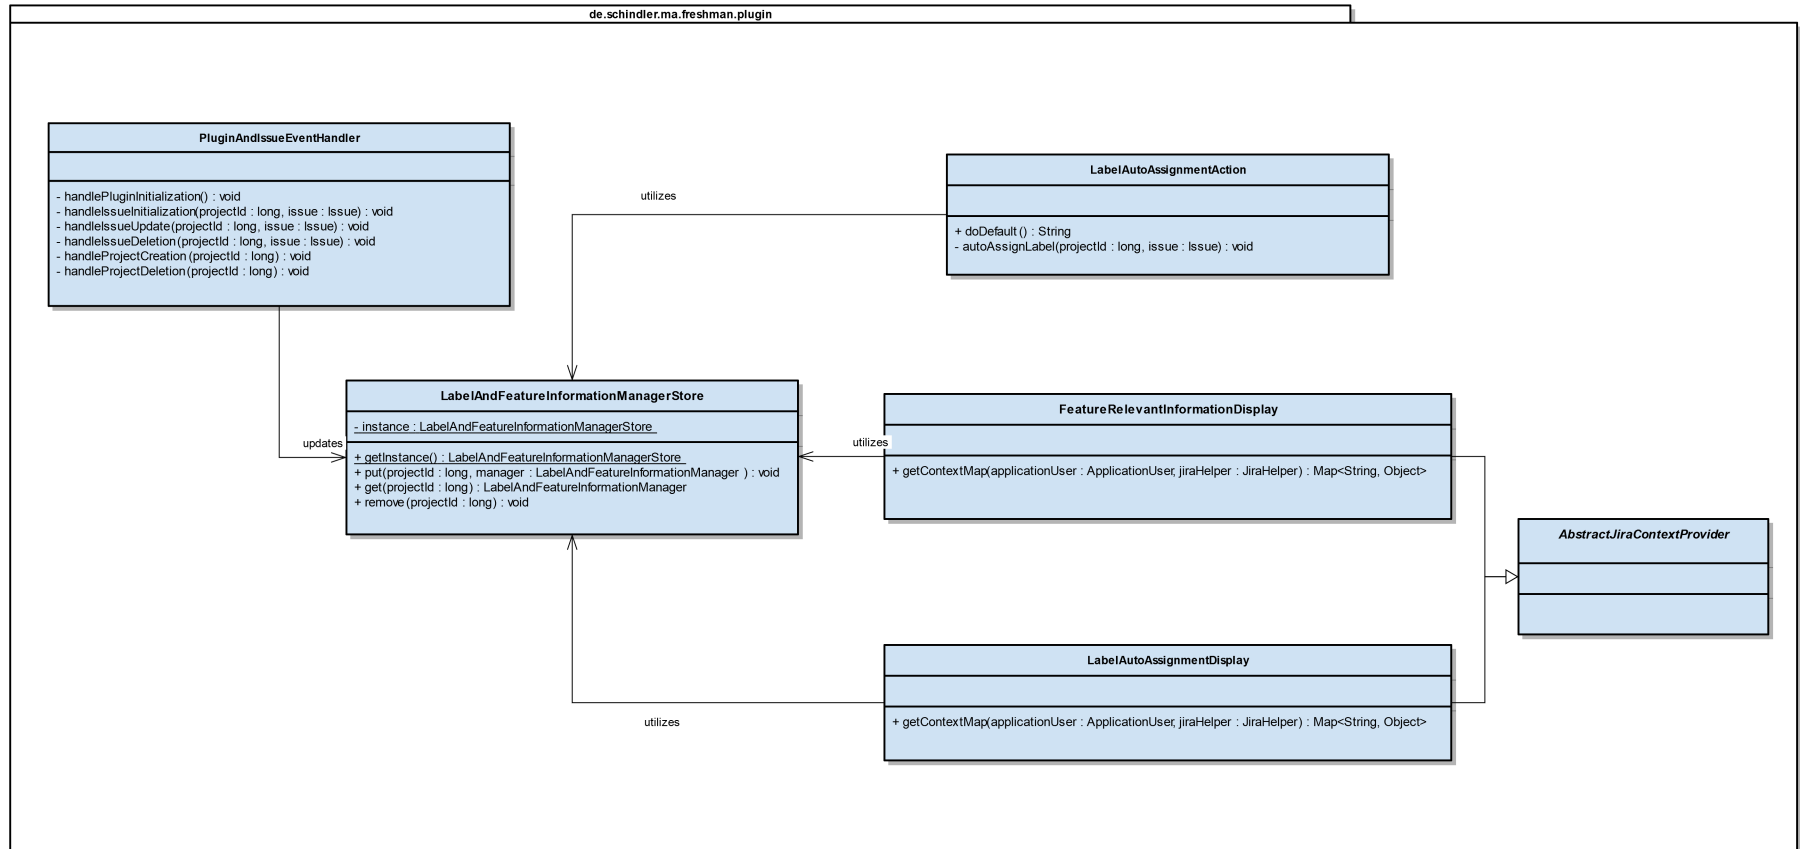 de.schindler.ma.freshman.plugin
PluginAndIssueEventHandler
- handlePluginInitialization() : void
- handleIssueInitialization(projectId : long, issue : Issue) : void
- handleIssueUpdate(projectId : long, issue : Issue) : void
- handleIssueDeletion(projectId : long, issue : Issue) : void
- handleProjectCreation(projectId : long) : void
- handleProjectDeletion(projectId : long) : void
LabelAutoAssignmentAction
+ doDefault() : String
- autoAssignLabel(projectId : long, issue : Issue) : void
utilizes
LabelAndFeatureInformationManagerStore
- instance : LabelAndFeatureInformationManagerStore
+ getInstance() : LabelAndFeatureInformationManagerStore
+ put(projectId : long, manager : LabelAndFeatureInformationManager ) : void
+ get(projectId : long) : LabelAndFeatureInformationManager
+ remove(projectId : long) : void
updates
utilizes
FeatureRelevantInformationDisplay
+ getContextMap(applicationUser : ApplicationUser, jiraHelper : JiraHelper) : Map<String, Object>
AbstractJiraContextProvider
LabelAutoAssignmentDisplay
+ getContextMap(applicationUser : ApplicationUser, jiraHelper : JiraHelper) : Map<String, Object>
utilizes